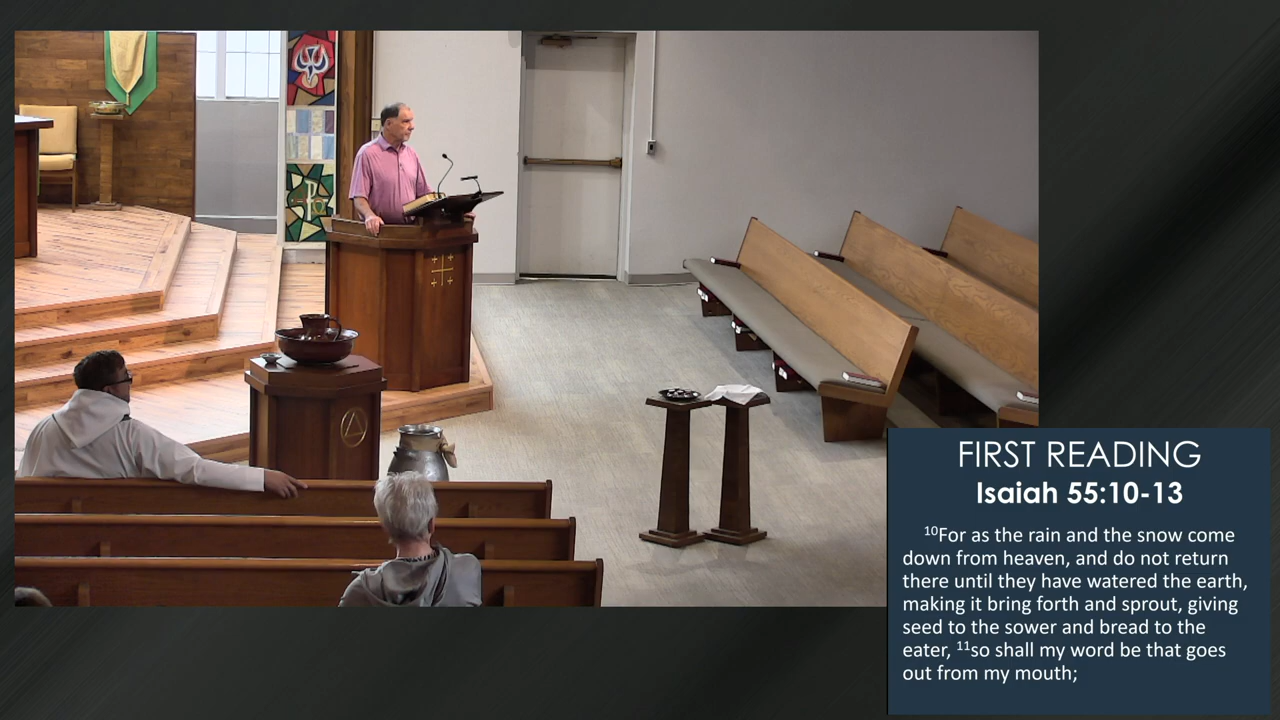 FIRST READING
Isaiah 55:10-13
¹⁰For as the rain and the snow come
down from heaven, and do not return
there until they have watered the earth,
making it bring forth and sprout, giving
seed to the sower and bread to the
eater, ¹¹so shall my word be that goes
out from my mouth;